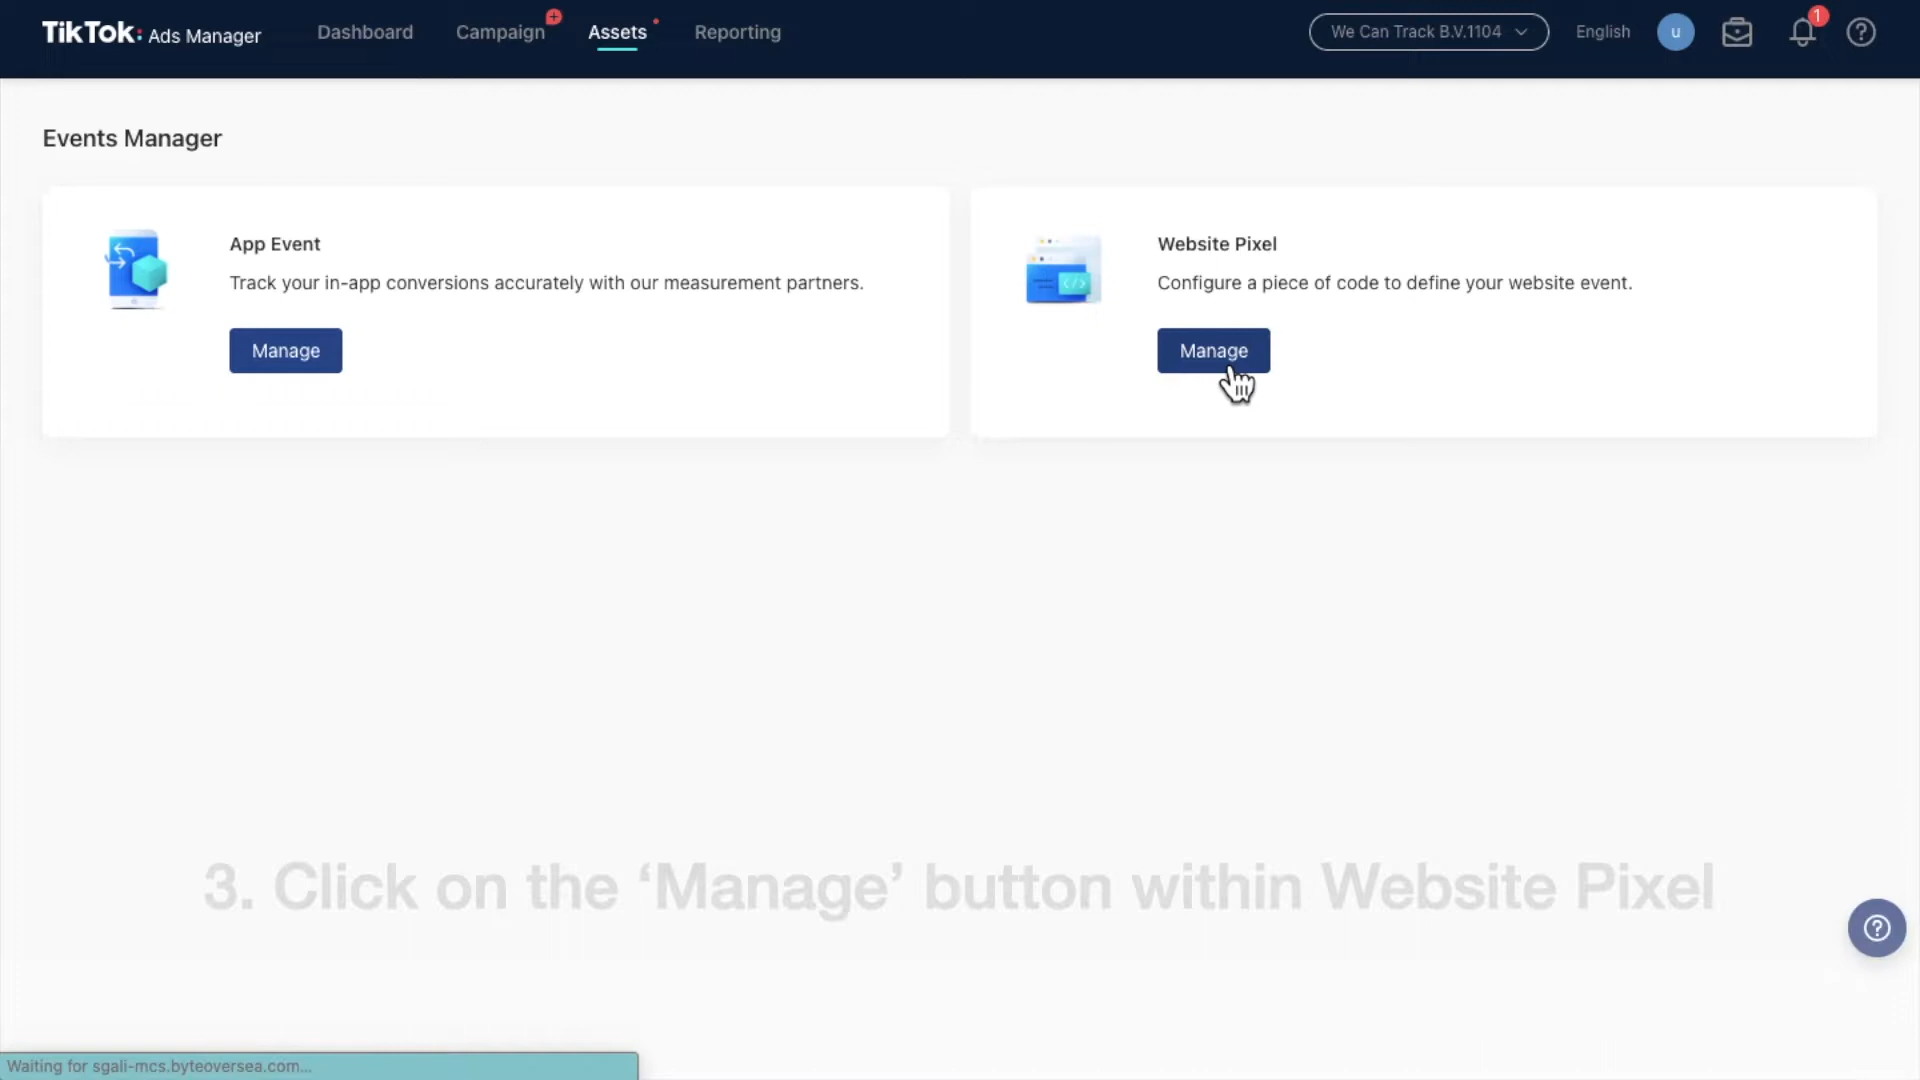 TikTok: Ads Manager
Dashboard
Campaign
Assets
Reporting
We Can Track B.V.1104
English
u
1
Events Manager
App Event
Track your in-app conversions accurately with our measurement partners.
Manage
Website Pixel
Configure a piece of code to define your website event.
Manage
3. Click on the ‘Manage’ button within Website Pixel
Waiting for sgali-mcs.byteoversea.com...